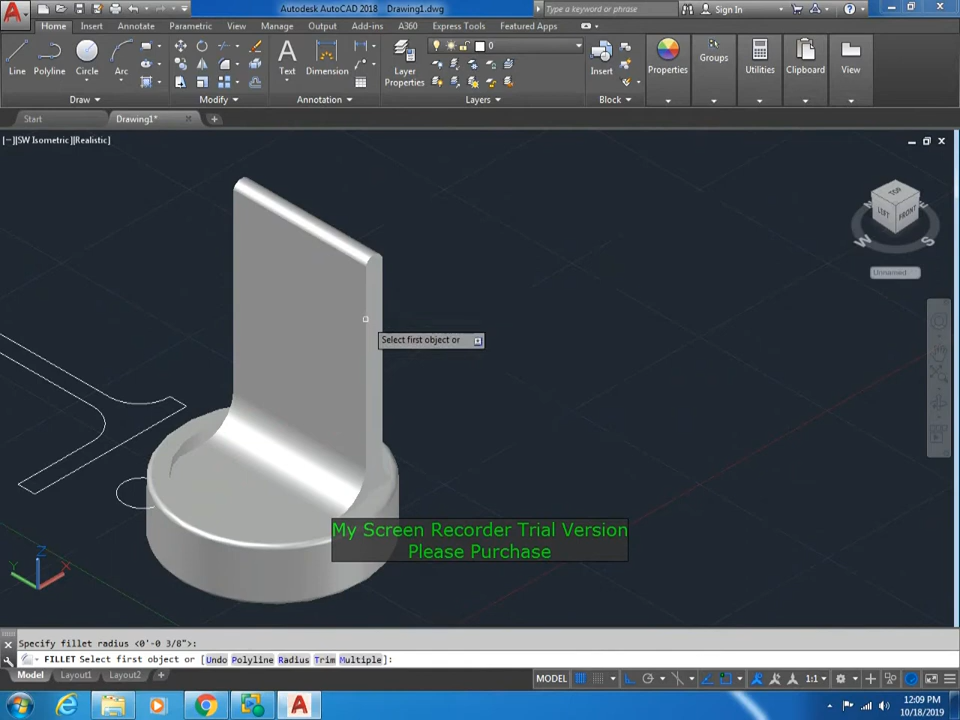 Autodesk AutoCAD 2018 Drawing1.dwg
Type a keyword or phrase
Sign In
Home Insert Annotate Parametric View Manage Output Add-ins A360 Express Tools Featured Apps
0
Line Polyline Circle Arc
Text Dimension
Layer Properties
Insert
Properties Groups Utilities Clipboard View
Draw Modify Annotation Layers Block
Start Drawing1*
[−][SW Isometric][Realistic]
TOP
LEFT FRONT
W S
Unnamed
Select first object or
My Screen Recorder Trial Version
Please Purchase
Z
Y X
Specify fillet radius <0'-0 3/8">:
FILLET Select first object or [Undo Polyline Radius Trim Multiple]:
Model Layout1 Layout2
MODEL 1:1
12:09 PM
10/18/2019